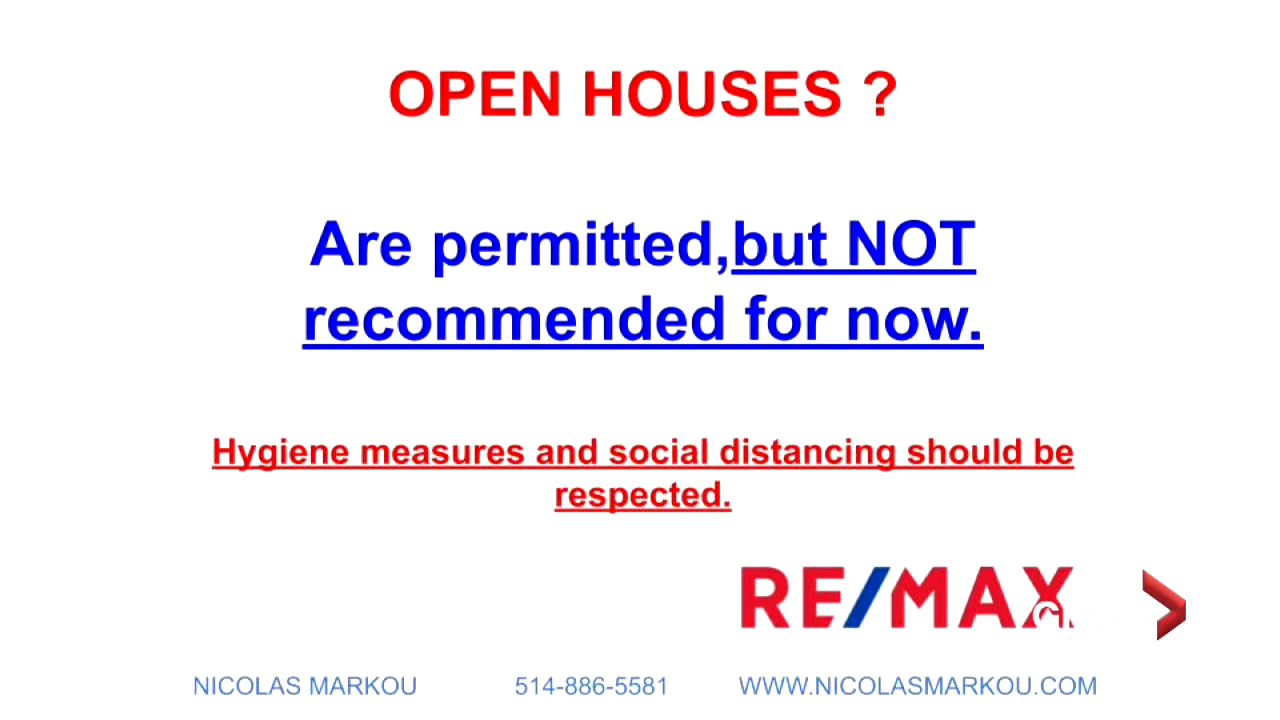 OPEN HOUSES ?
Are permitted,but NOT
recommended for now.
Hygiene measures and social distancing should be
respected.
RE/MAX
NICOLAS MARKOU 514-886-5581 WWW.NICOLASMARKOU.COM